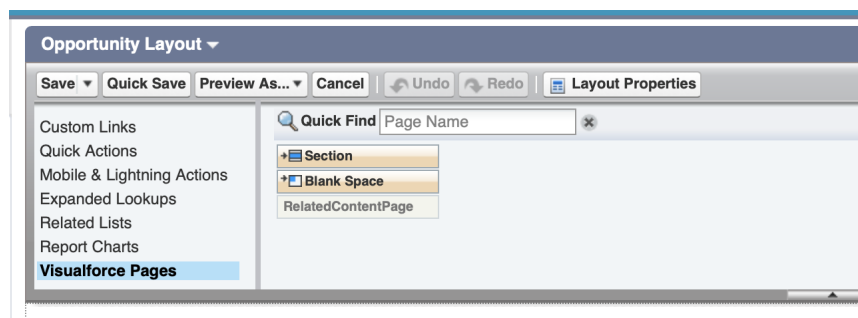 Opportunity Layout
Save Quick Save Preview As... Cancel Undo Redo Layout Properties
Custom Links
Quick Actions
Mobile & Lightning Actions
Expanded Lookups
Related Lists
Report Charts
Visualforce Pages
Quick Find Page Name
Section
Blank Space
RelatedContentPage